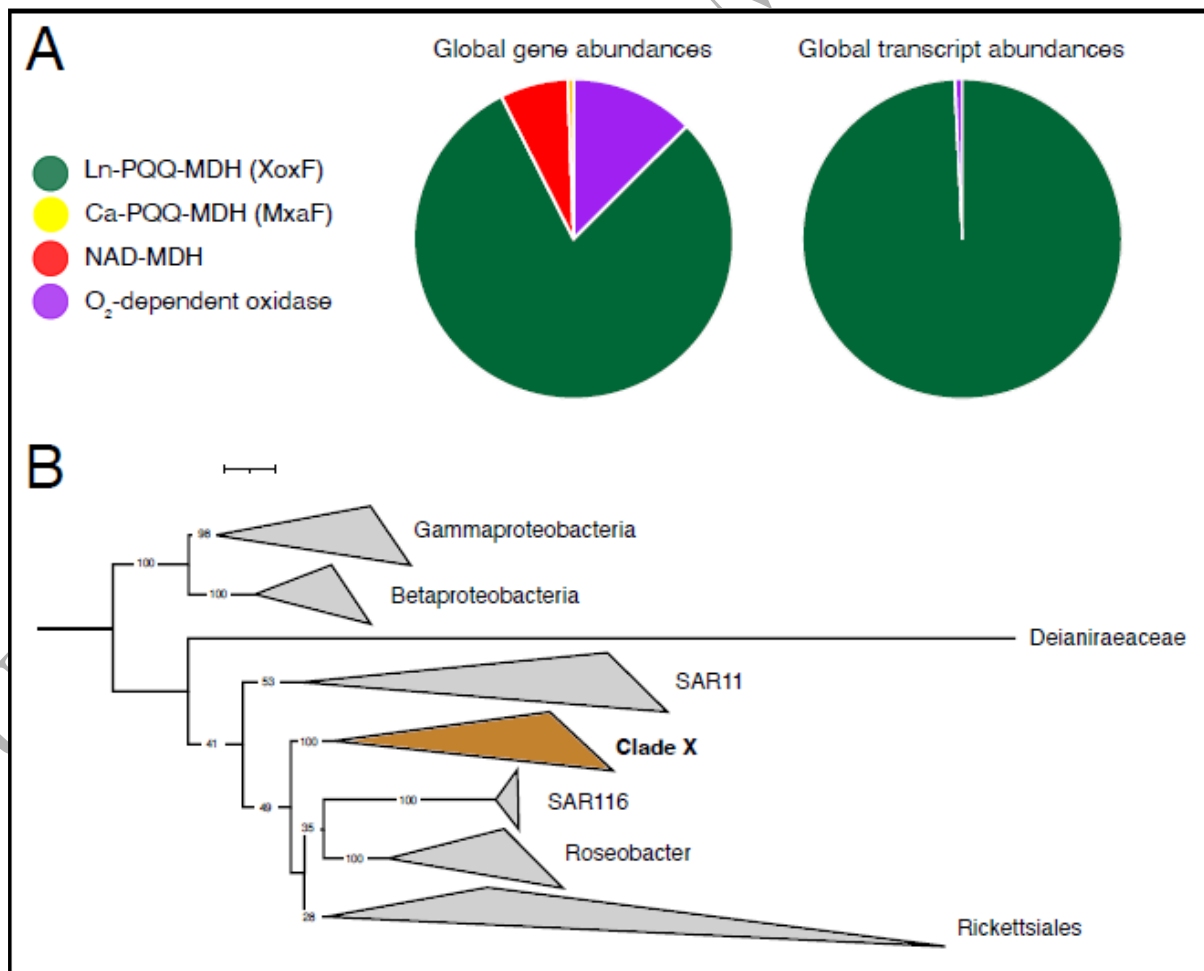 A
Global gene abundances
Global transcript abundances
Ln-PQQ-MDH (XoxF)
Ca-PQQ-MDH (MxaF)
NAD-MDH
O₂-dependent oxidase
B
98
Gammaproteobacteria
100
100
Betaproteobacteria
Deianiraeaceae
53
SAR11
41
100
Clade X
49
100
SAR116
35
100
Roseobacter
28
Rickettsiales